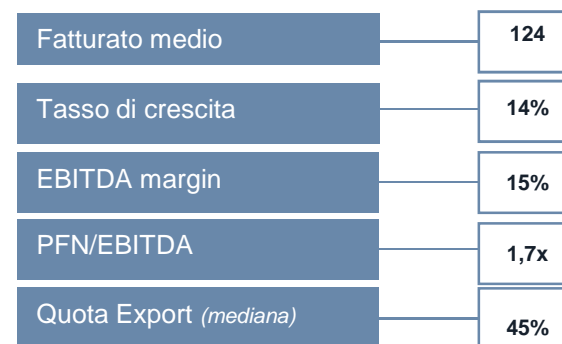 Fatturato medio 124
Tasso di crescita 14%
EBITDA margin 15%
PFN/EBITDA 1,7x
Quota Export (mediana) 45%